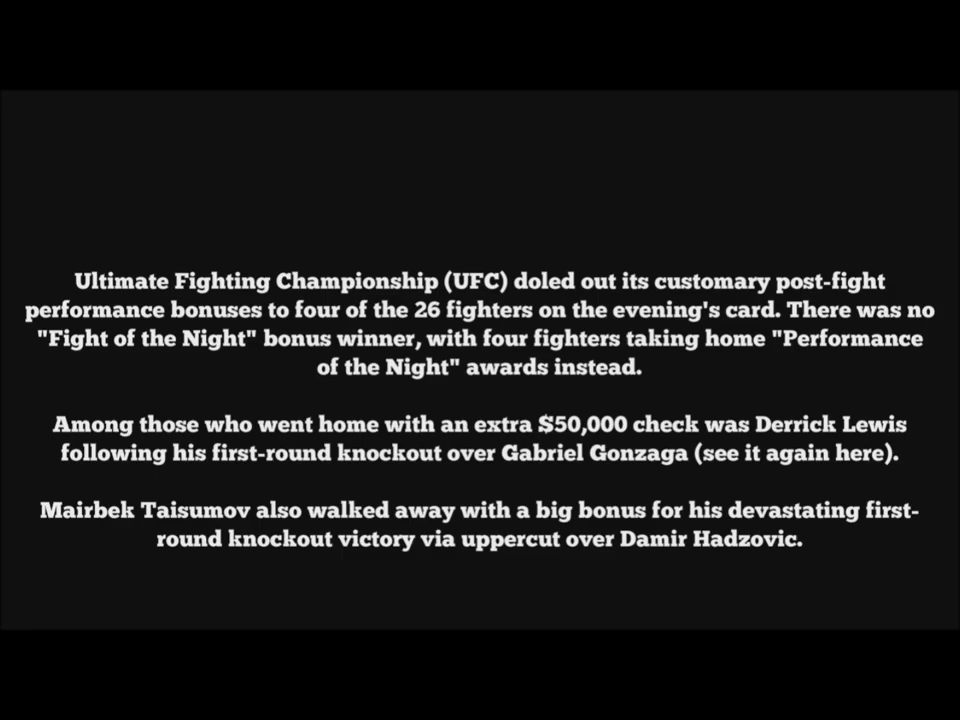 Ultimate Fighting Championship (UFC) doled out its customary post-fight
performance bonuses to four of the 26 fighters on the evening's card. There was no
"Fight of the Night" bonus winner, with four fighters taking home "Performance
of the Night" awards instead.
Among those who went home with an extra $50,000 check was Derrick Lewis
following his first-round knockout over Gabriel Gonzaga (see it again here).
Mairbek Taisumov also walked away with a big bonus for his devastating first-
round knockout victory via uppercut over Damir Hadzovic.